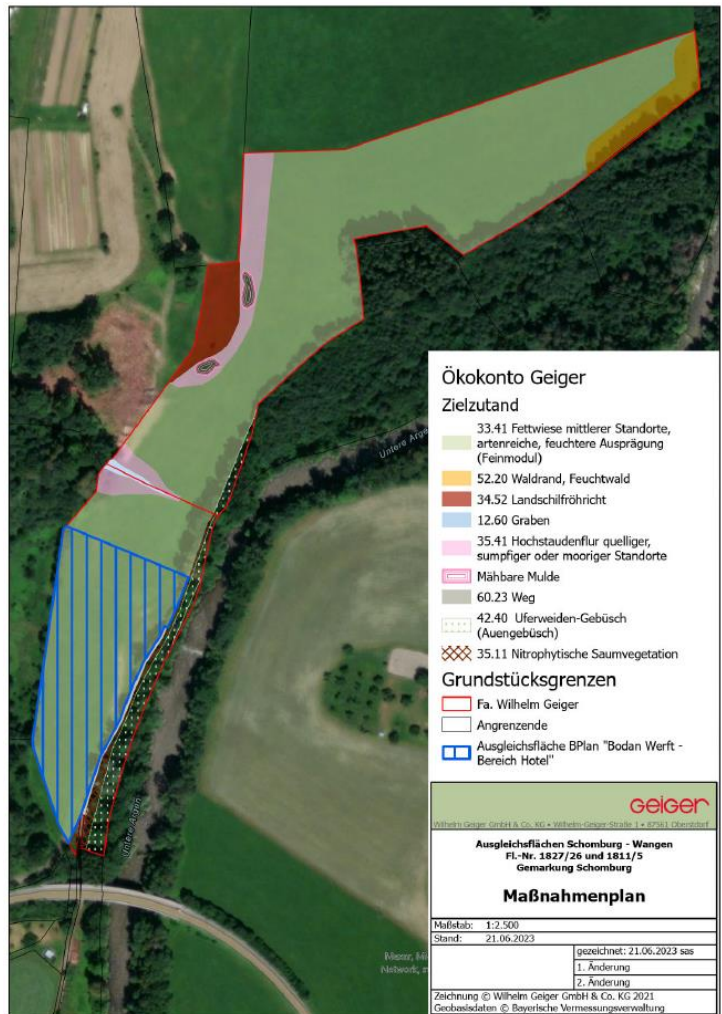 Ökokonto Geiger
Zielzutand
33.41 Fettwiese mittlerer Standorte,
artenreiche, feuchtere Ausprägung
(Feinmodul)
52.20 Waldrand, Feuchtwald
34.52 Landschilfröhricht
12.60 Graben
35.41 Hochstaudenflur quelliger,
sumpfiger oder mooriger Standorte
Mähbare Mulde
60.23 Weg
42.40 Uferweiden-Gebüsch
(Auengebüsch)
35.11 Nitrophytische Saumvegetation
Grundstücksgrenzen
Fa. Wilhelm Geiger
Angrenzende
Ausgleichsfläche BPlan "Bodan Werft -
Bereich Hotel"
Untere Argen
Untere Argen
GEIGER
Wilhelm Geiger GmbH & Co. KG • Wilhelm-Geiger-Straße 1 • 87561 Oberstdorf
Ausgleichsflächen Schomburg - Wangen
Fl.-Nr. 1827/26 und 1811/5
Gemarkung Schomburg
Maßnahmenplan
Maßstab: 1:2.500
Stand: 21.06.2023
gezeichnet: 21.06.2023 sas
1. Änderung
2. Änderung
Zeichnung © Wilhelm Geiger GmbH & Co. KG 2021
Geobasisdaten © Bayerische Vermessungsverwaltung